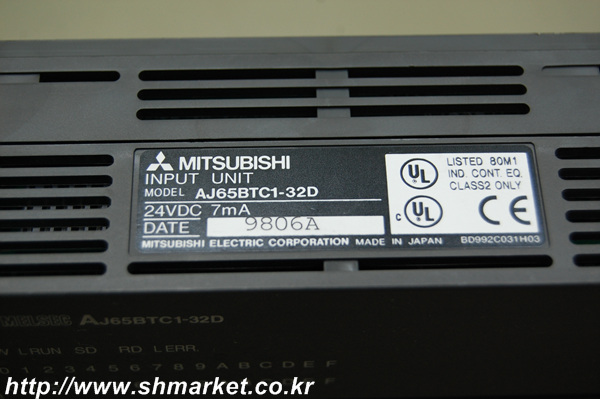 MITSUBISHI
INPUT UNIT
MODEL AJ65BTC1-32D
24VDC 7mA
DATE 9806A
MITSUBISHI ELECTRIC CORPORATION MADE IN JAPAN
UL LISTED 80M1
IND. CONT. EQ.
CLASS2 ONLY
c UL CE
BD992C031H03
MELSEC AJ65BTC1-32D
L RUN SD RD L ERR.
0 1 2 3 4 5 6 7 8 9 A B C D E F
http://www.shmarket.co.kr